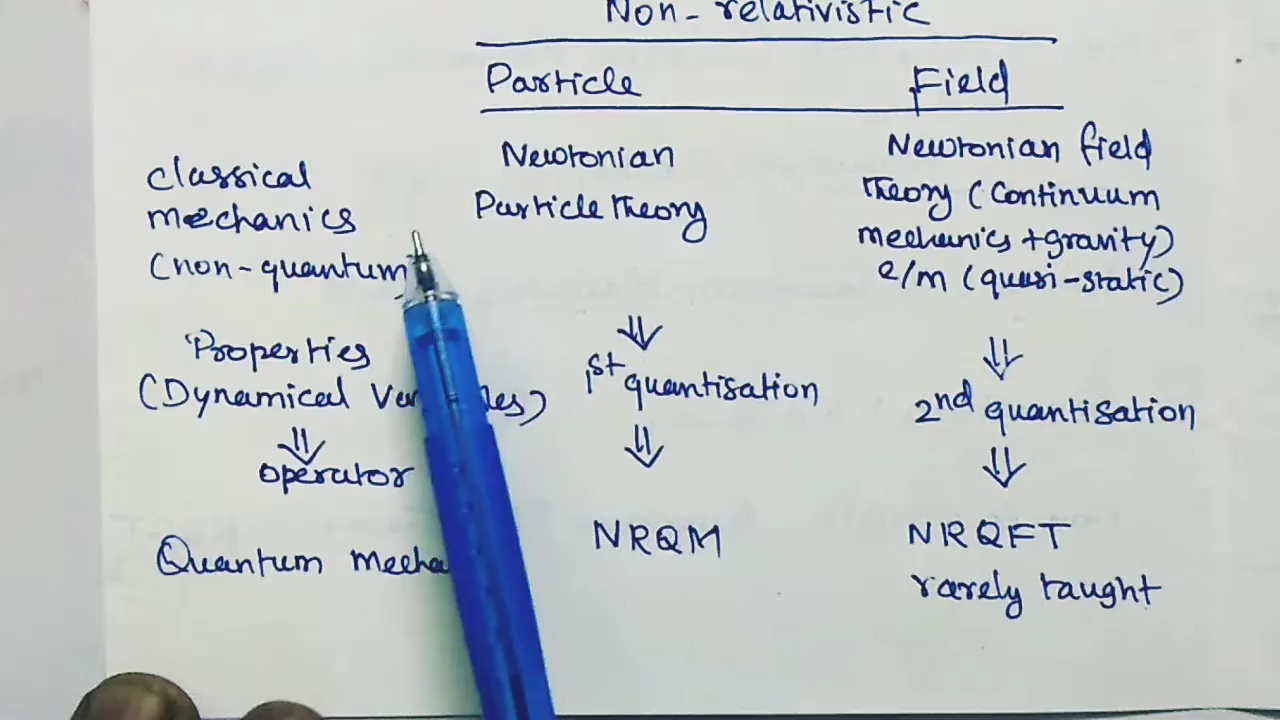 Non-relativistic
Particle Field
Newtonian
Particle Theory
Newtonian field
Theory (Continuum
mechanics + gravity)
e/m (quasi-static)
classical
mechanics
(non-quantum
⇓
1st quantisation
⇓
NRQM
⇓
2nd quantisation
⇓
NRQFT
rarely taught
Properties
(Dynamical
⇓
operator
Quantum